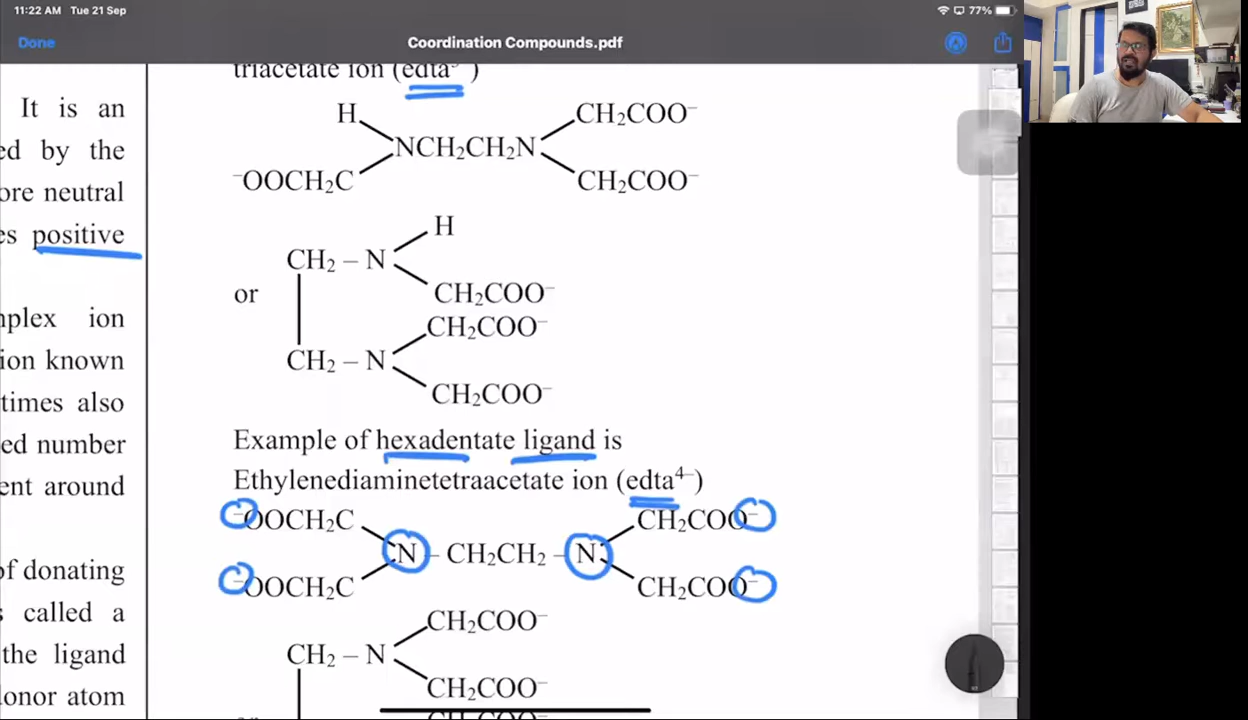 11:22 AM Tue 21 Sep
77%
Done
Coordination Compounds.pdf
It is an
ed by the
ore neutral
es positive
nplex ion
ion known
times also
ed number
ent around
of donating
s called a
the ligand
donor atom
triacetate ion (edta³⁻)
H
CH₂COO⁻
NCH₂CH₂N
⁻OOCH₂C
CH₂COO⁻
H
CH₂ – N
or
CH₂COO⁻
CH₂COO⁻
CH₂ – N
CH₂COO⁻
Example of hexadentate ligand is
Ethylenediaminetetraacetate ion (edta⁴⁻)
⁻OOCH₂C
CH₂COO⁻
N – CH₂CH₂ – N
⁻OOCH₂C
CH₂COO⁻
CH₂COO⁻
CH₂ – N
CH₂COO⁻